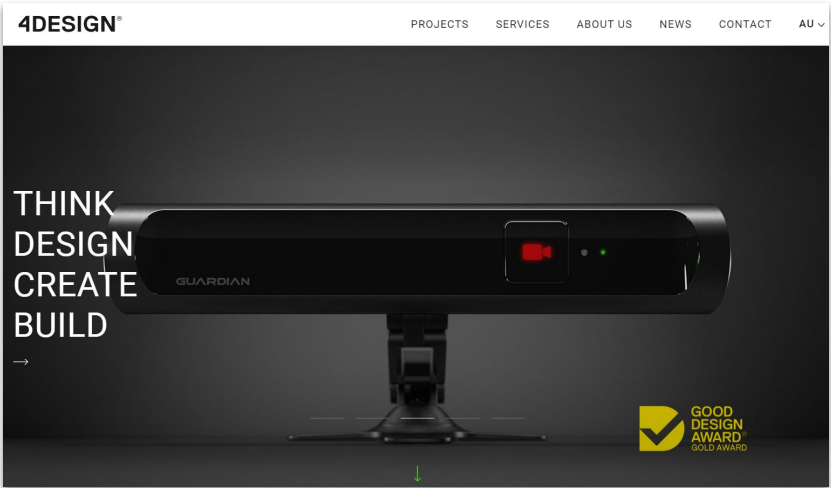 4DESIGN®
PROJECTS SERVICES ABOUT US NEWS CONTACT AU
THINK
DESIGN
CREATE
BUILD
GUARDIAN
GOOD
DESIGN
AWARD®
GOLD AWARD